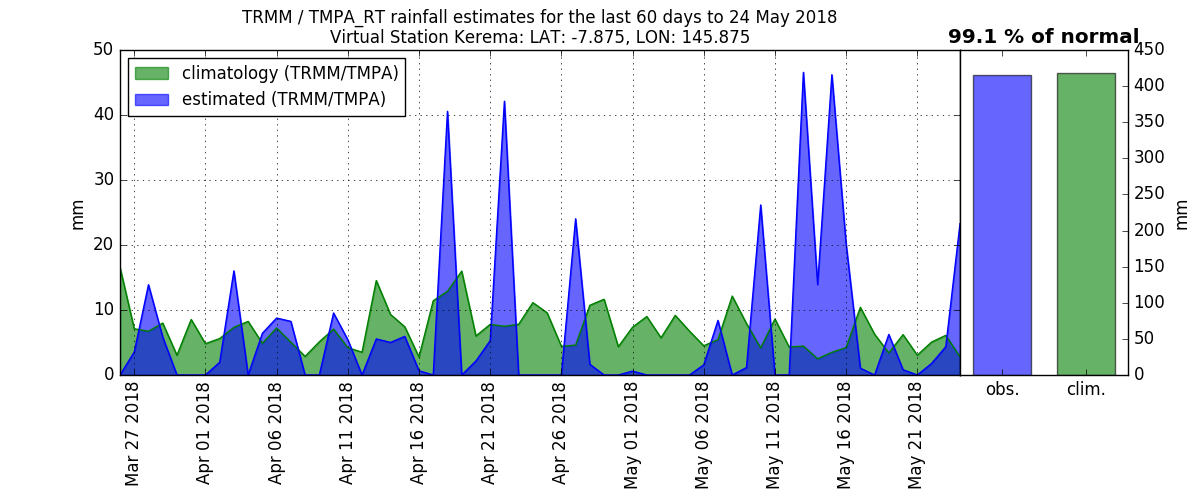 TRMM / TMPA_RT rainfall estimates for the last 60 days to 24 May 2018
Virtual Station Kerema: LAT: -7.875, LON: 145.875
99.1 % of normal
climatology (TRMM/TMPA)
estimated (TRMM/TMPA)
50
40
30
20
10
0
mm
Mar 27 2018
Apr 01 2018
Apr 06 2018
Apr 11 2018
Apr 16 2018
Apr 21 2018
Apr 26 2018
May 01 2018
May 06 2018
May 11 2018
May 16 2018
May 21 2018
obs.
clim.
450
400
350
300
250
200
150
100
50
0
mm